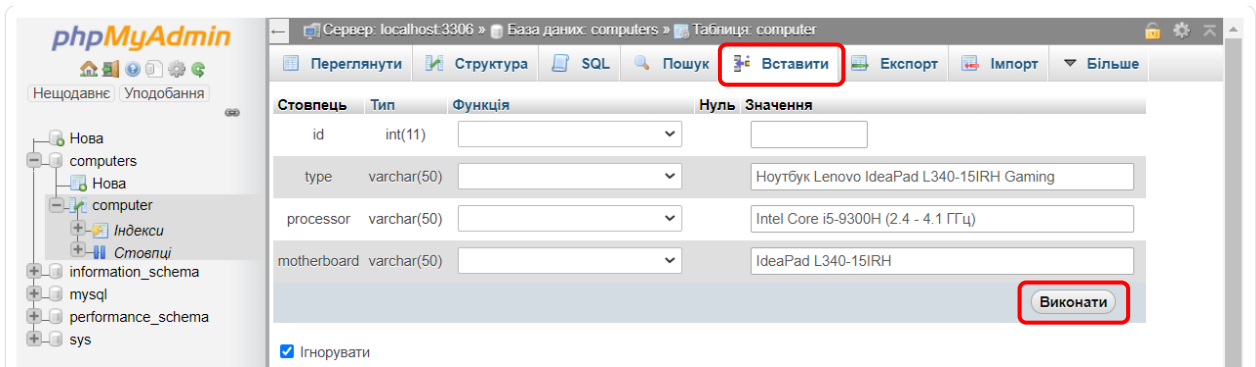 phpMyAdmin
Нещодавнє Уподобання
Нова
computers
Нова
computer
Індекси
Стовпці
information_schema
mysql
performance_schema
sys
Сервер: localhost:3306 » База даних: computers » Таблиця: computer
Переглянути Структура SQL Пошук Вставити Експорт Імпорт Більше
Стовпець Тип Функція Нуль Значення
id int(11)
type varchar(50) Ноутбук Lenovo IdeaPad L340-15IRH Gaming
processor varchar(50) Intel Core i5-9300H (2.4 - 4.1 ГГц)
motherboard varchar(50) IdeaPad L340-15IRH
Виконати
Ігнорувати